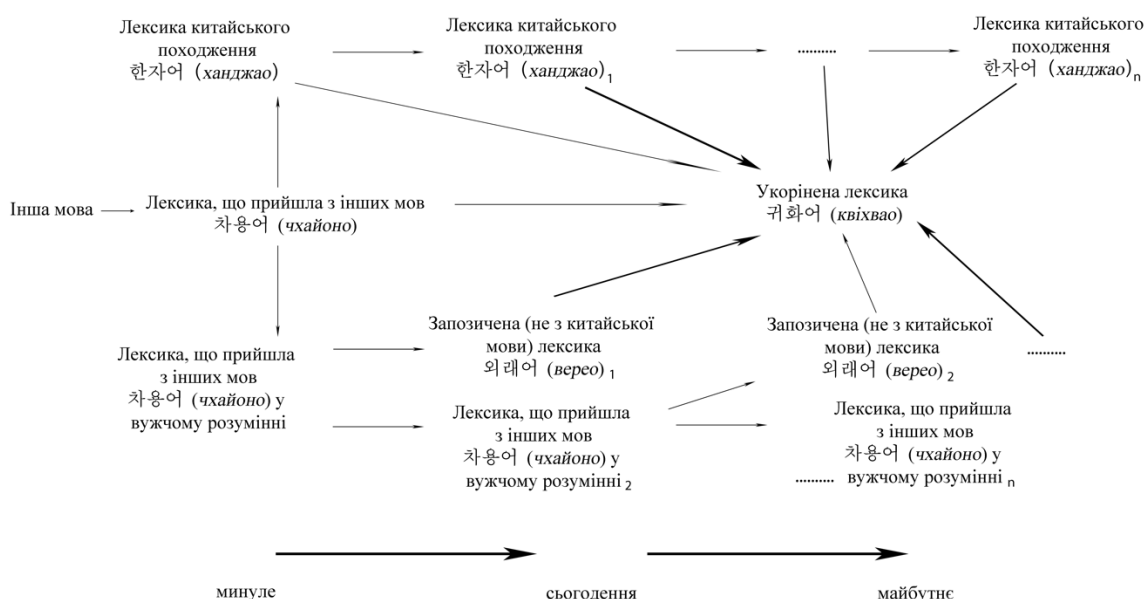 Лексика китайського
походження
한자어 (ханджао)
Лексика китайського
походження
한자어 (ханджао)₁
..........
Лексика китайського
походження
한자어 (ханджао)ₙ
Інша мова
Лексика, що прийшла з інших мов
차용어 (чхайоно)
Укорінена лексика
귀화어 (квіхвао)
Лексика, що прийшла
з інших мов
차용어 (чхайоно) у
вужчому розумінні
Запозичена (не з китайської
мови) лексика
외래어 (верео) ₁
Запозичена (не з китайської
мови) лексика
외래어 (верео) ₂
..........
Лексика, що прийшла
з інших мов
차용어 (чхайоно) у
вужчому розумінні ₂
Лексика, що прийшла
з інших мов
차용어 (чхайоно) у
.......... вужчому розумінні ₙ
минуле
сьогодення
майбутнє